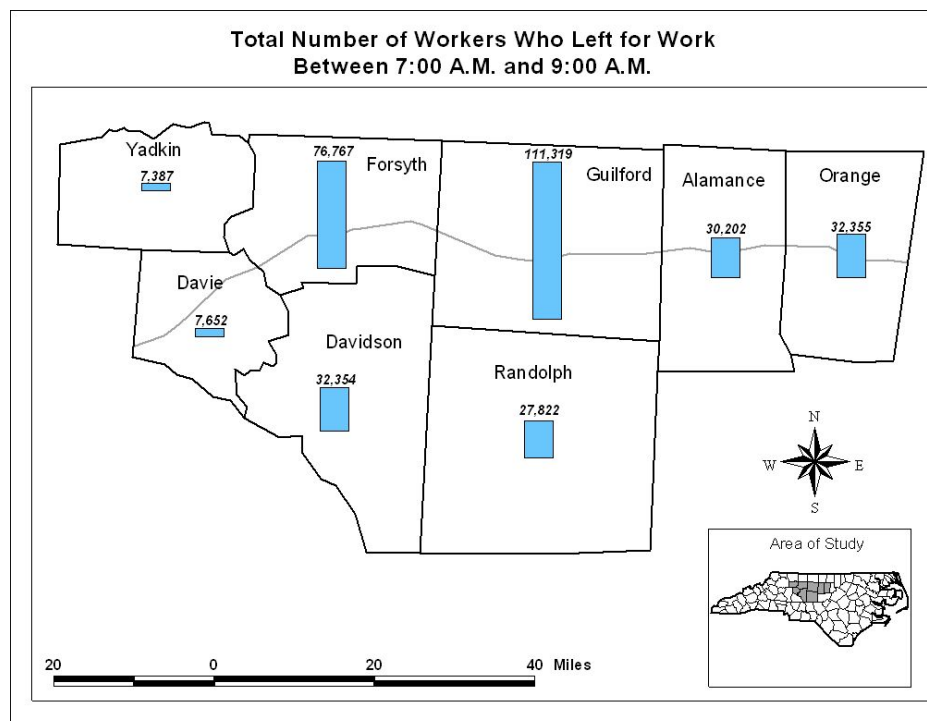 Total Number of Workers Who Left for Work
Between 7:00 A.M. and 9:00 A.M.
Yadkin
7,387
76,767
Forsyth
111,319
Guilford
Alamance
30,202
Orange
32,355
Davie
7,652
Davidson
32,354
Randolph
27,822
N
W E
S
Area of Study
20 0 20 40 Miles